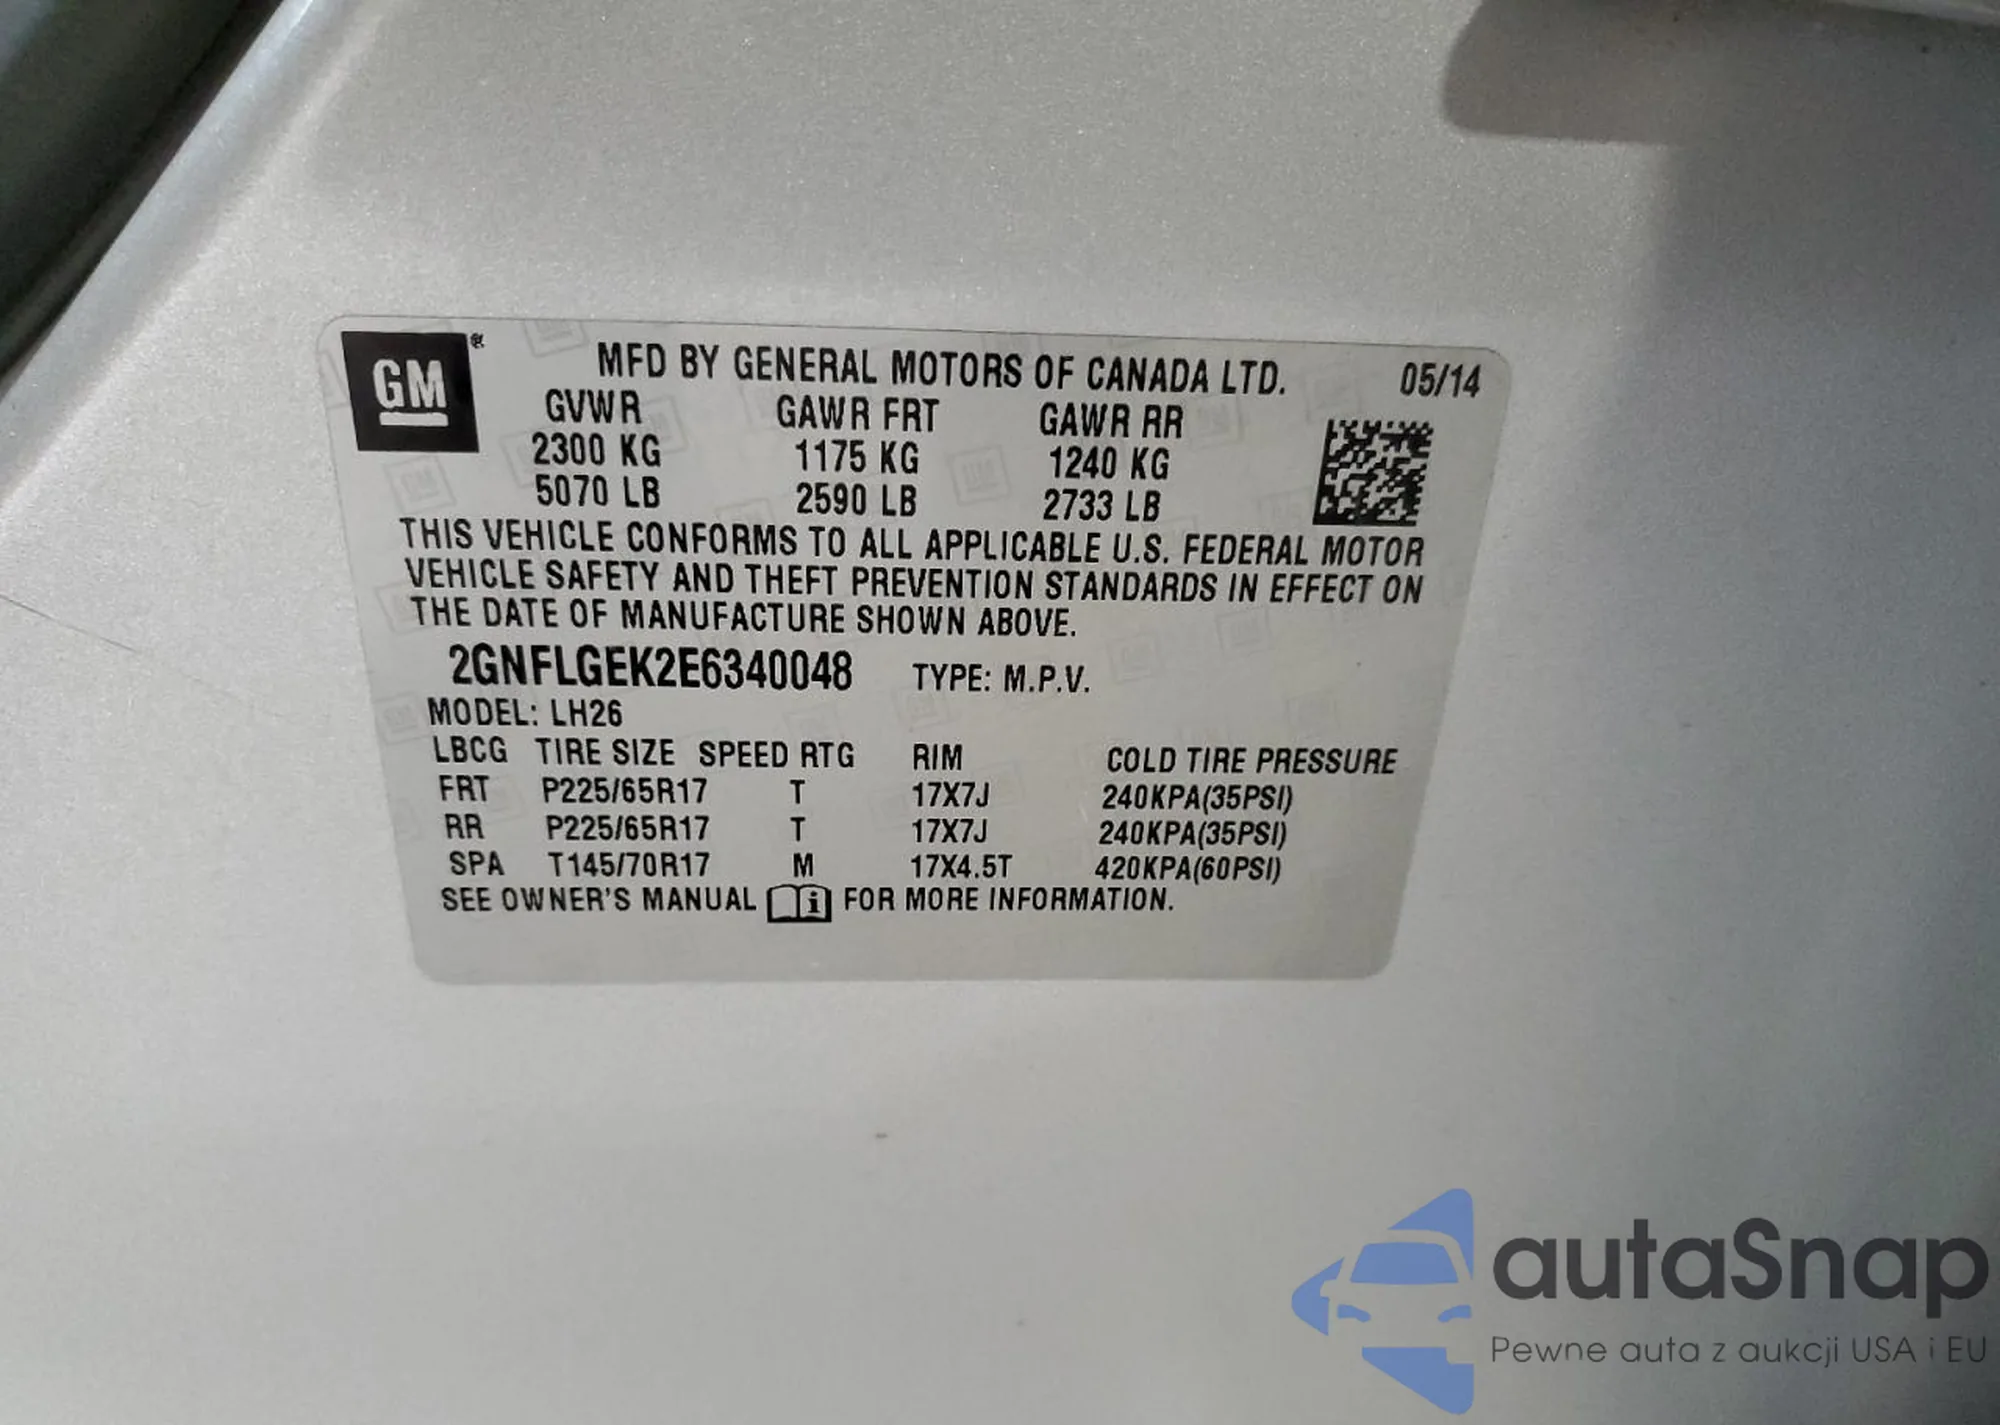 GM ®
MFD BY GENERAL MOTORS OF CANADA LTD. 05/14
GVWR GAWR FRT GAWR RR
2300 KG 1175 KG 1240 KG
5070 LB 2590 LB 2733 LB
THIS VEHICLE CONFORMS TO ALL APPLICABLE U.S. FEDERAL MOTOR
VEHICLE SAFETY AND THEFT PREVENTION STANDARDS IN EFFECT ON
THE DATE OF MANUFACTURE SHOWN ABOVE.
2GNFLGEK2E6340048 TYPE: M.P.V.
MODEL: LH26
LBCG TIRE SIZE SPEED RTG RIM COLD TIRE PRESSURE
FRT P225/65R17 T 17X7J 240KPA(35PSI)
RR P225/65R17 T 17X7J 240KPA(35PSI)
SPA T145/70R17 M 17X4.5T 420KPA(60PSI)
SEE OWNER'S MANUAL i FOR MORE INFORMATION.
autaSnap
Pewne auta z aukcji USA i EU